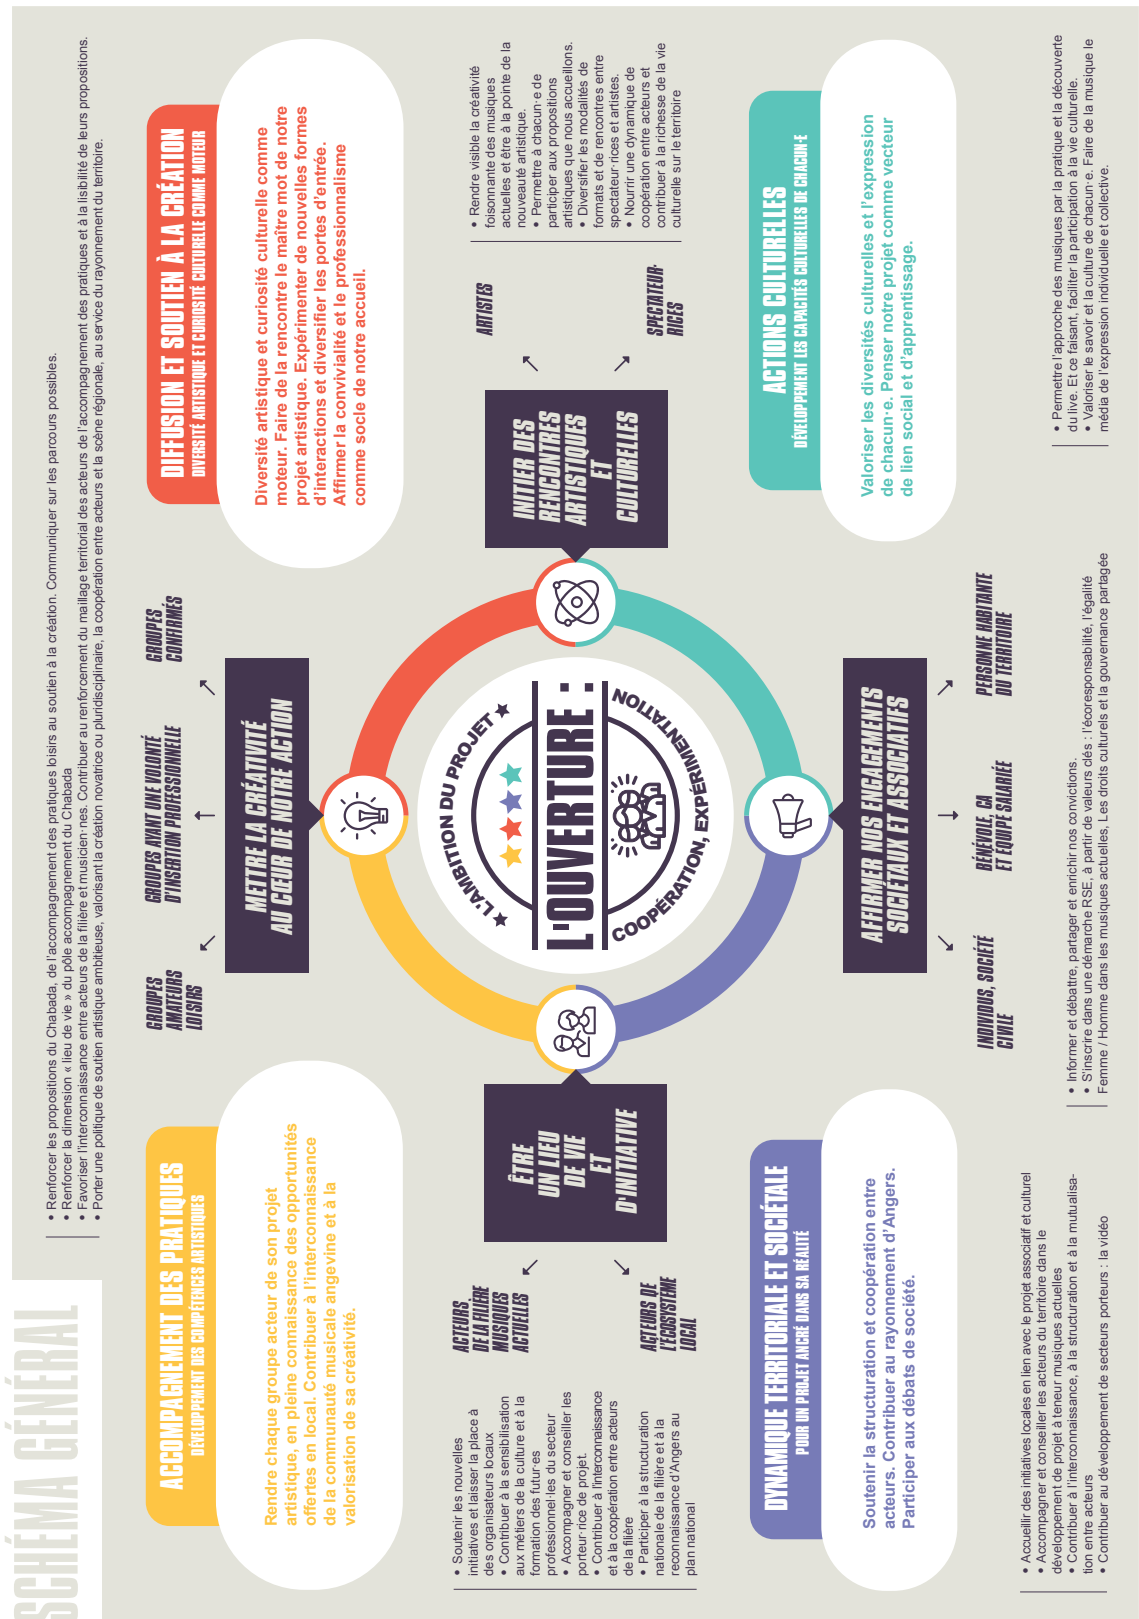 SCHÉMA GÉNÉRAL
• Renforcer les propositions du Chabada, de l'accompagnement des pratiques loisirs au soutien à la création. Communiquer sur les parcours possibles.
• Renforcer la dimension « lieu de vie » du pôle accompagnement du Chabada
• Favoriser l'interconnaissance entre acteurs de la filière et musicien·nes. Contribuer au renforcement du maillage territorial des acteurs de l'accompagnement des pratiques et à la lisibilité de leurs propositions.
• Porter une politique de soutien artistique ambitieuse, valorisant la création novatrice ou pluridisciplinaire, la coopération entre acteurs et la scène régionale, au service du rayonnement du territoire.
ACCOMPAGNEMENT DES PRATIQUES
DÉVELOPPEMENT DES COMPÉTENCES ARTISTIQUES
Rendre chaque groupe acteur de son projet
artistique, en pleine connaissance des opportunités
offertes en local. Contribuer à l'interconnaissance
de la communauté musicale angevine et à la
valorisation de sa créativité.
GROUPES
AMATEURS
LOISIRS
GROUPES AYANT UNE VOLONTÉ
D'INSERTION PROFESSIONNELLE
GROUPES
CONFIRMÉS
METTRE LA CRÉATIVITÉ
AU CŒUR DE NOTRE ACTION
DIFFUSION ET SOUTIEN À LA CRÉATION
DIVERSITÉ ARTISTIQUE ET CURIOSITÉ CULTURELLE COMME MOTEUR
Diversité artistique et curiosité culturelle comme
moteur. Faire de la rencontre le maître mot de notre
projet artistique. Expérimenter de nouvelles formes
d'interactions et diversifier les portes d'entrée.
Affirmer la convivialité et le professionnalisme
comme socle de notre accueil.
• Soutenir les nouvelles
initiatives et laisser la place à
des organisateurs locaux
• Contribuer à la sensibilisation
aux métiers de la culture et à la
formation des futur·es
professionnel·les du secteur
• Accompagner et conseiller les
porteur·rice de projet.
• Contribuer à l'interconnaissance
et à la coopération entre acteurs
de la filière
• Participer à la structuration
nationale de la filière et à la
reconnaissance d'Angers au
plan national
ACTEURS
DE LA FILIÈRE
MUSIQUES
ACTUELLES
ACTEURS DE
L'ÉCOSYSTÈME
LOCAL
ÊTRE
UN LIEU
DE VIE
ET
D'INITIATIVE
L'AMBITION DU PROJET
L'OUVERTURE :
COOPÉRATION, EXPÉRIMENTATION
INITIER DES
RENCONTRES
ARTISTIQUES
ET
CULTURELLES
ARTISTES
SPECTATEUR·
RICES
• Rendre visible la créativité
foisonnante des musiques
actuelles et être à la pointe de la
nouveauté artistique.
• Permettre à chacun·e de
participer aux propositions
artistiques que nous accueillons.
• Diversifier les modalités de
formats et de rencontres entre
spectateur·rices et artistes.
• Nourrir une dynamique de
coopération entre acteurs et
contribuer à la richesse de la vie
culturelle sur le territoire
DYNAMIQUE TERRITORIALE ET SOCIÉTALE
POUR UN PROJET ANCRÉ DANS SA RÉALITÉ
Soutenir la structuration et coopération entre
acteurs. Contribuer au rayonnement d'Angers.
Participer aux débats de société.
AFFIRMER NOS ENGAGEMENTS
SOCIÉTAUX ET ASSOCIATIFS
INDIVIDUS, SOCIÉTÉ
CIVILE
BÉNÉVOLE, CA
ET ÉQUIPE SALARIÉE
PERSONNE HABITANTE
DU TERRITOIRE
ACTIONS CULTURELLES
DÉVELOPPEMENT LES CAPACITÉS CULTURELLES DE CHACUN·E
Valoriser les diversités culturelles et l'expression
de chacun·e. Penser notre projet comme vecteur
de lien social et d'apprentissage.
• Accueillir des initiatives locales en lien avec le projet associatif et culturel
• Accompagner et conseiller les acteurs du territoire dans le
développement de projet à teneur musiques actuelles
• Contribuer à l'interconnaissance, à la structuration et à la mutualisa-
tion entre acteurs
• Contribuer au développement de secteurs porteurs : la vidéo
• Informer et débattre, partager et enrichir nos convictions.
• S'inscrire dans une démarche RSE, à partir de valeurs clés : l'écoresponsabilité, l'égalité
Femme / Homme dans les musiques actuelles, Les droits culturels et la gouvernance partagée
• Permettre l'approche des musiques par la pratique et la découverte
du live. Et ce faisant, faciliter la participation à la vie culturelle.
• Valoriser le savoir et la culture de chacun·e. Faire de la musique le
média de l'expression individuelle et collective.